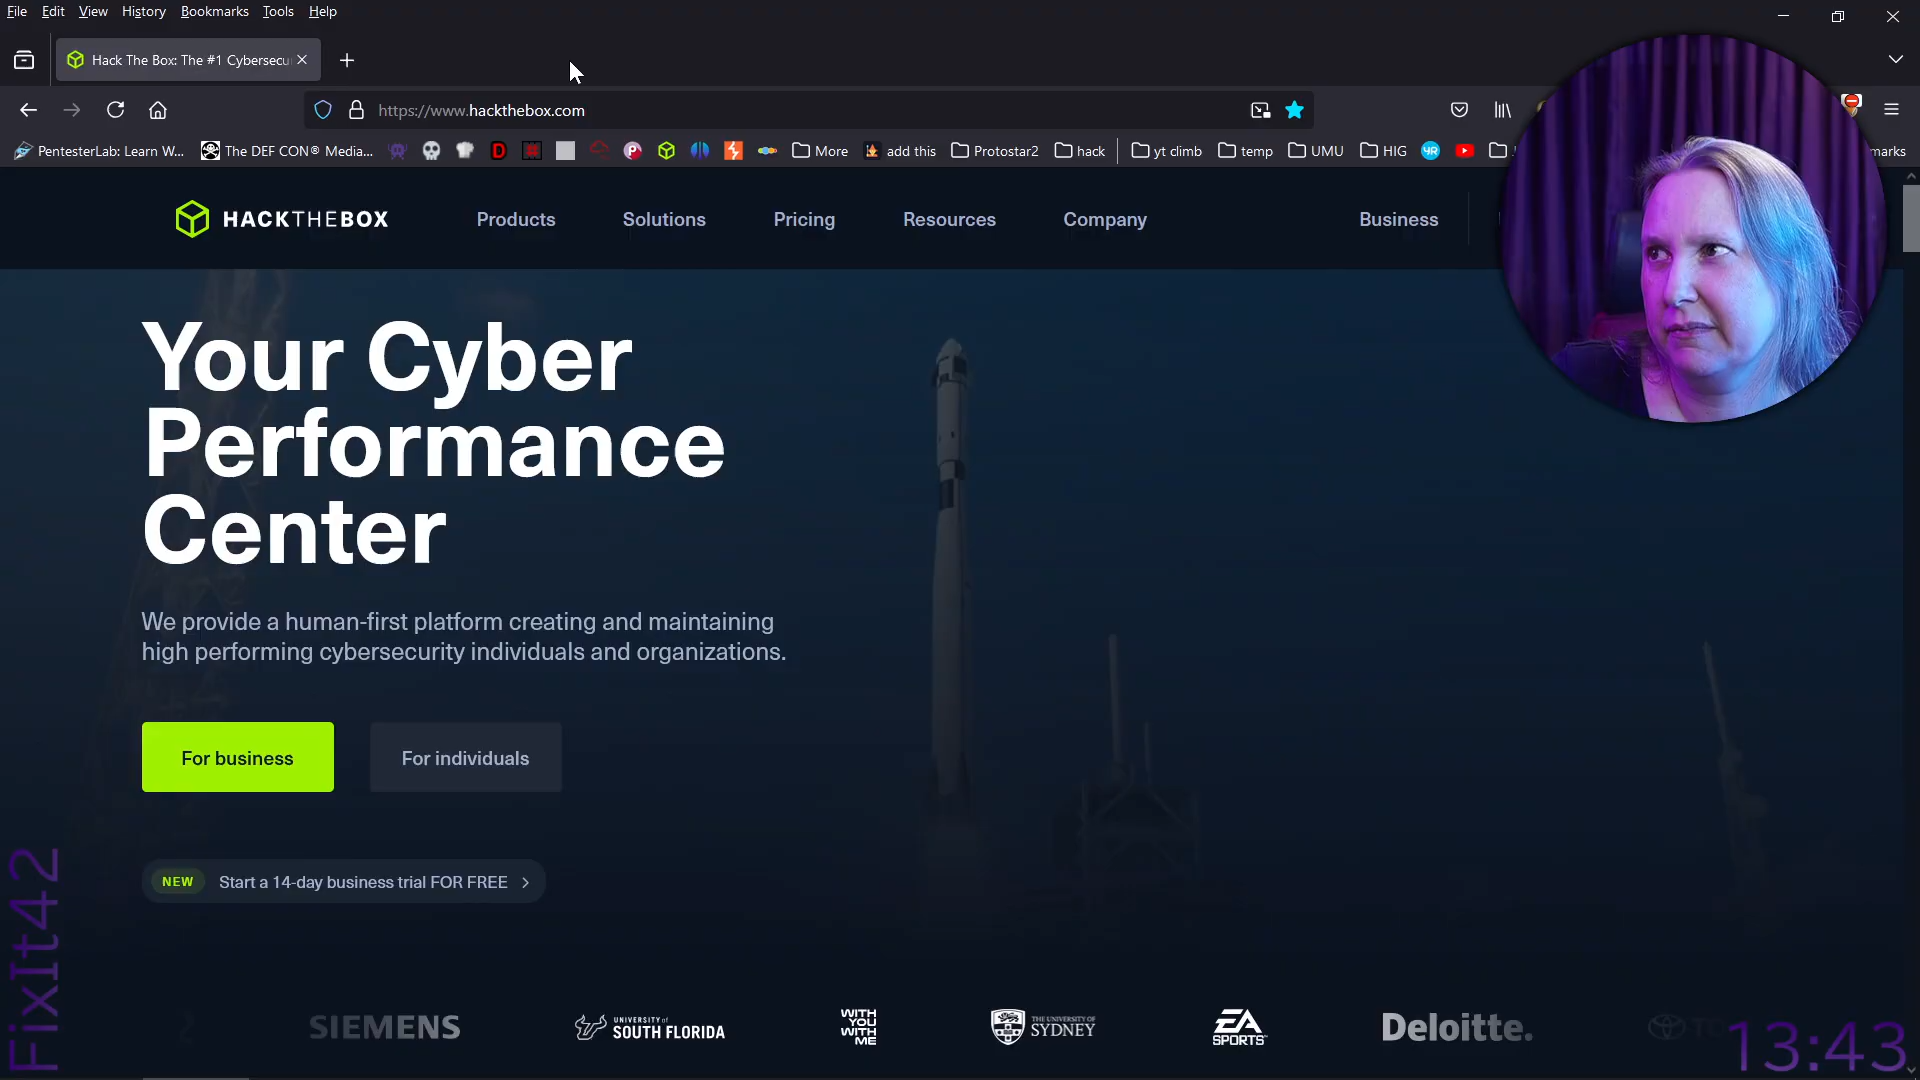 File Edit View History Bookmarks Tools Help
Hack The Box: The #1 Cybersecu
https://www.hackthebox.com
PentesterLab: Learn W... The DEF CON® Media... More add this Protostar2 hack yt climb temp UMU HIG marks
HACKTHEBOX Products Solutions Pricing Resources Company Business
Your Cyber
Performance
Center
We provide a human-first platform creating and maintaining
high performing cybersecurity individuals and organizations.
For business For individuals
NEW Start a 14-day business trial FOR FREE
SIEMENS
UNIVERSITY of
SOUTH FLORIDA
WITH
YOU
WITH
ME
THE UNIVERSITY OF
SYDNEY
EA
SPORTS
Deloitte.
FixIt42
13:43